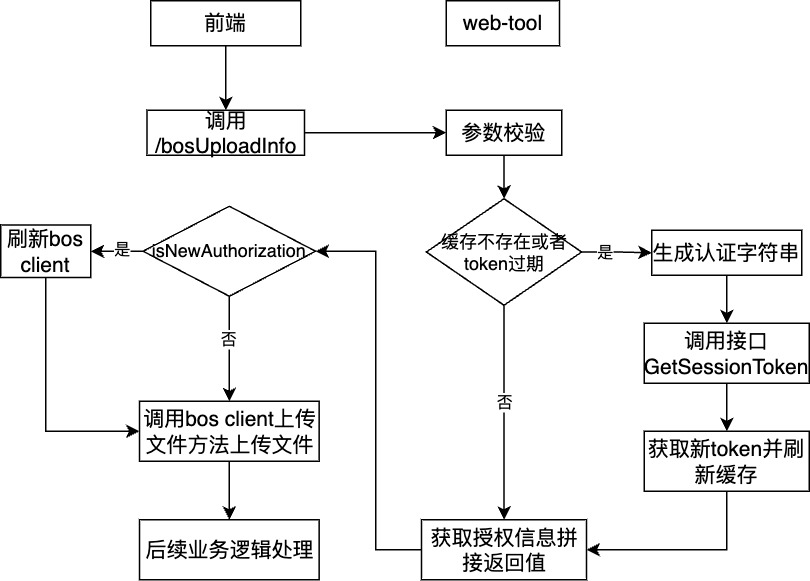 前端
web-tool
调用
/bosUploadInfo
参数校验
刷新bos
client
是
isNewAuthorization
缓存不存在或者
token过期
是
生成认证字符串
否
调用接口
GetSessionToken
否
调用bos client上传
文件方法上传文件
获取新token并刷
新缓存
后续业务逻辑处理
获取授权信息拼
接返回值